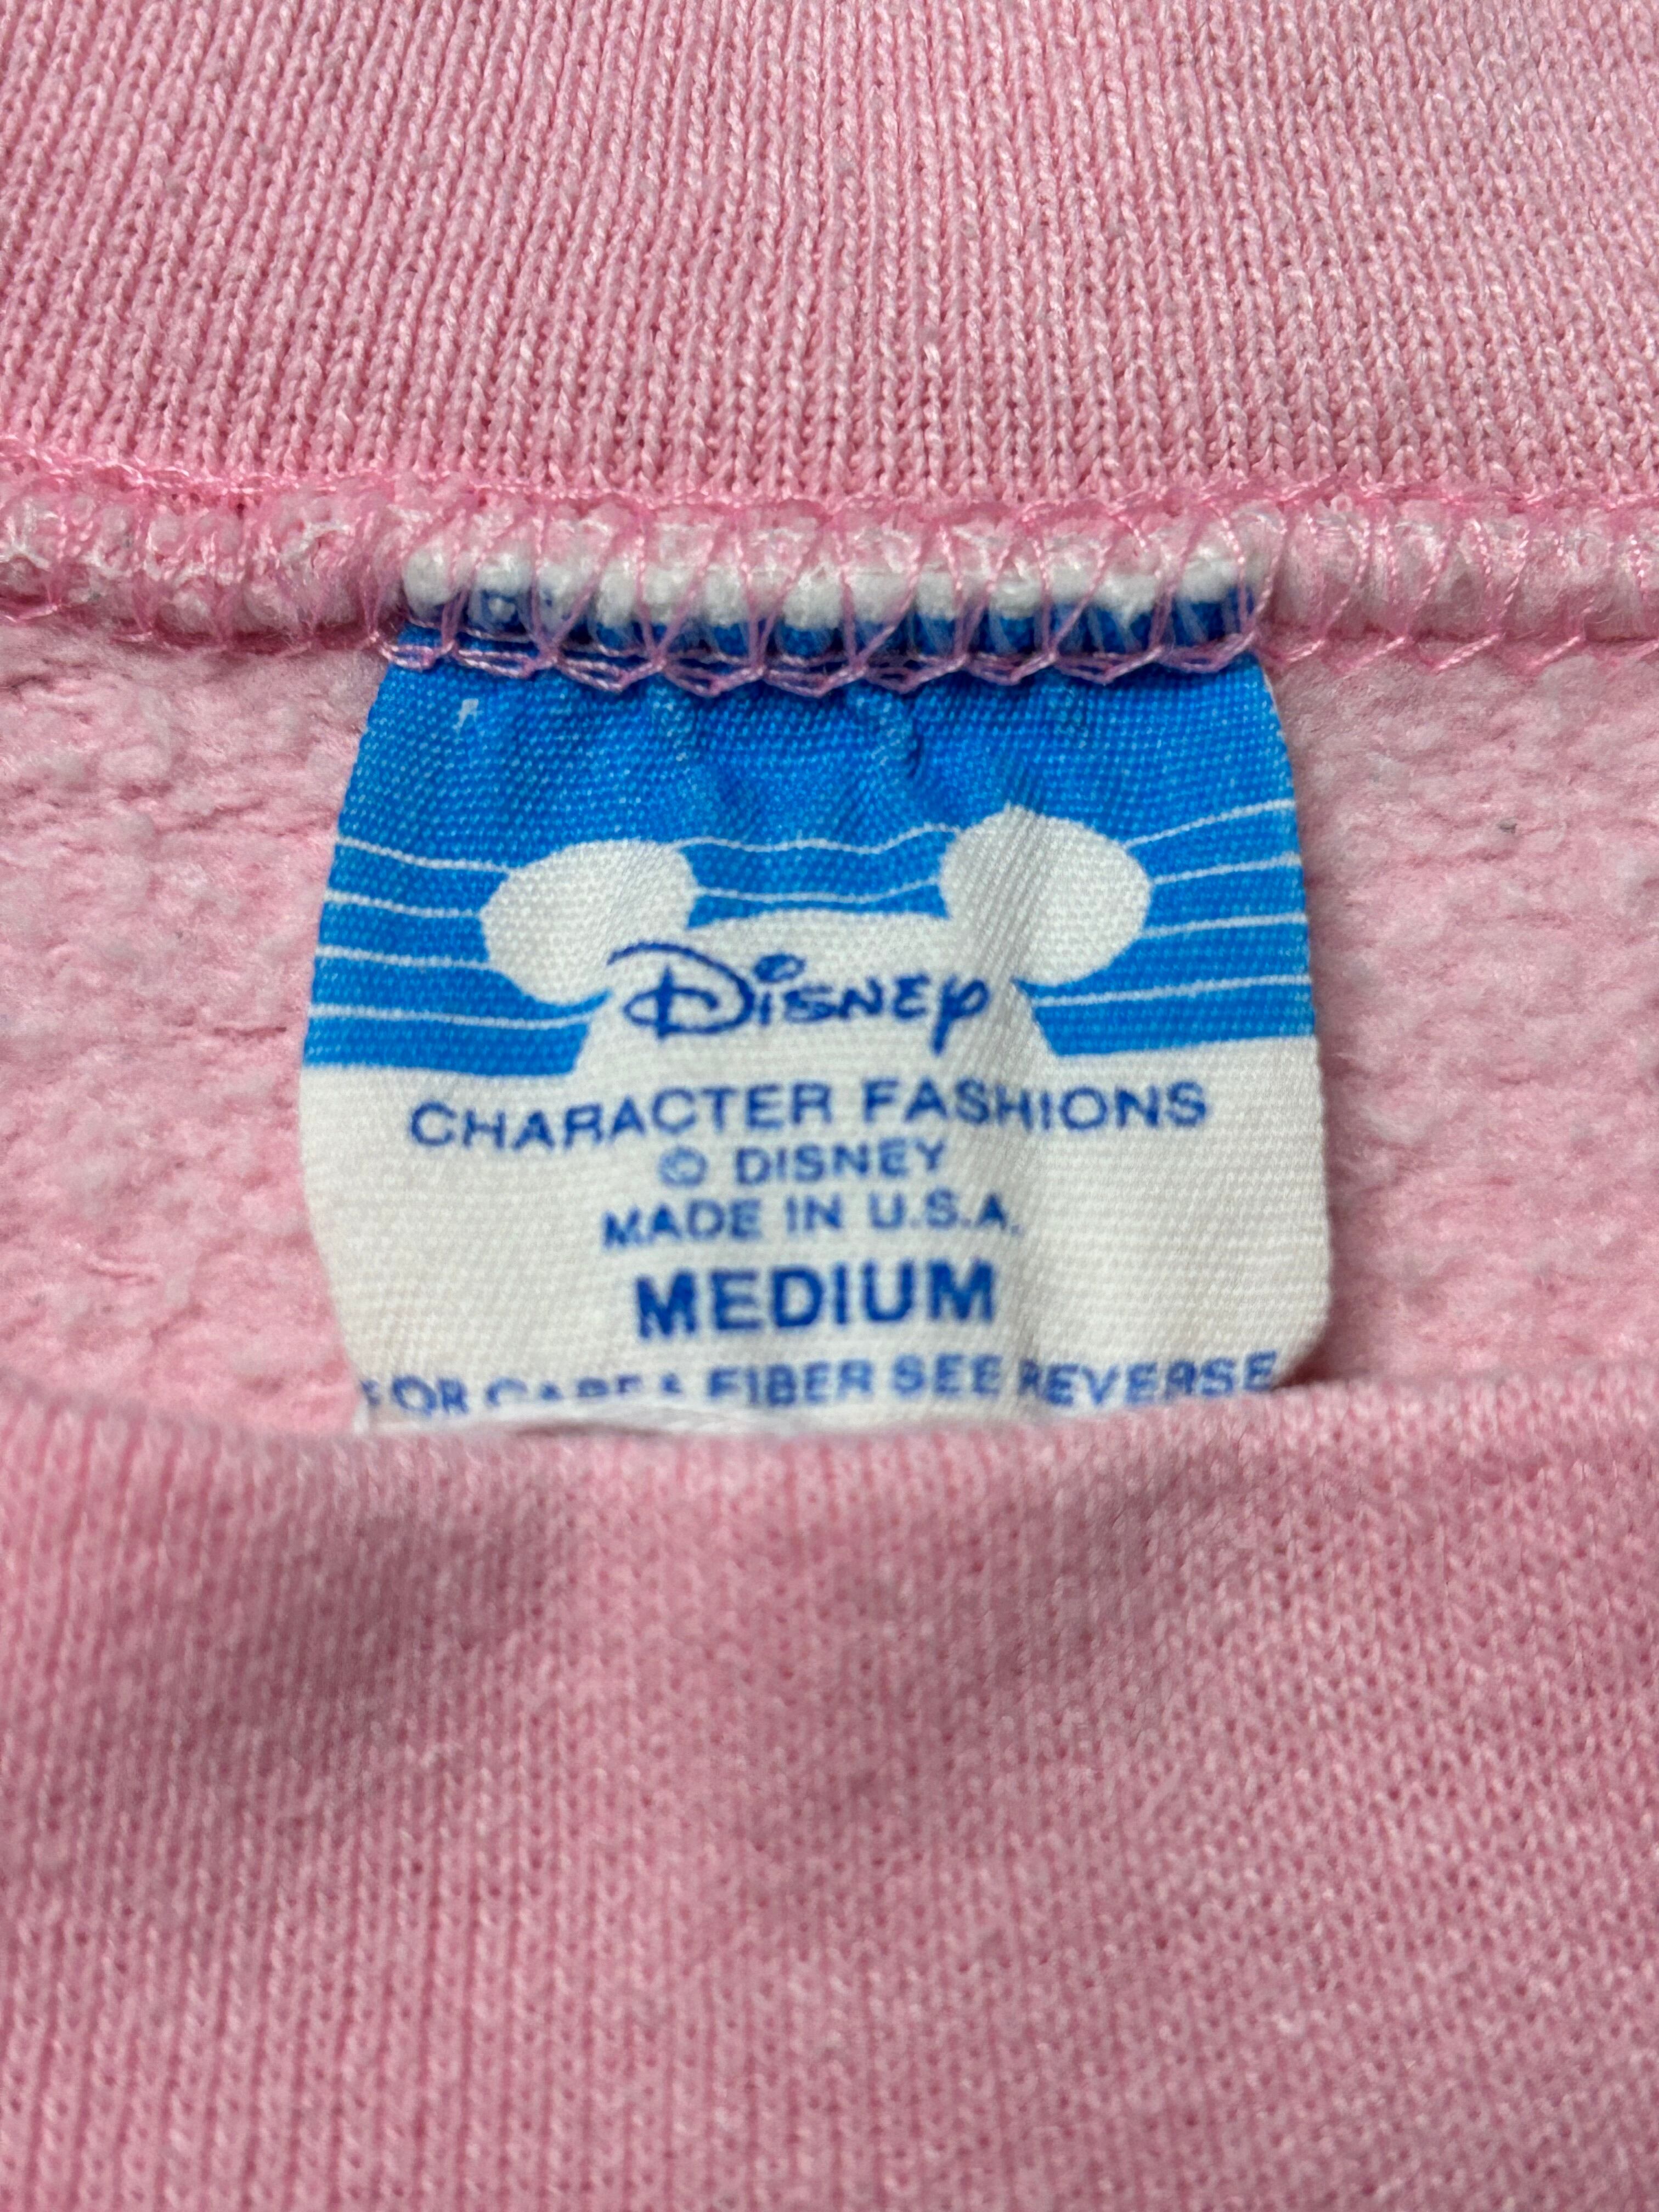 Disney
CHARACTER FASHIONS
© DISNEY
MADE IN U.S.A.
MEDIUM
FOR CARE & FIBER SEE REVERSE